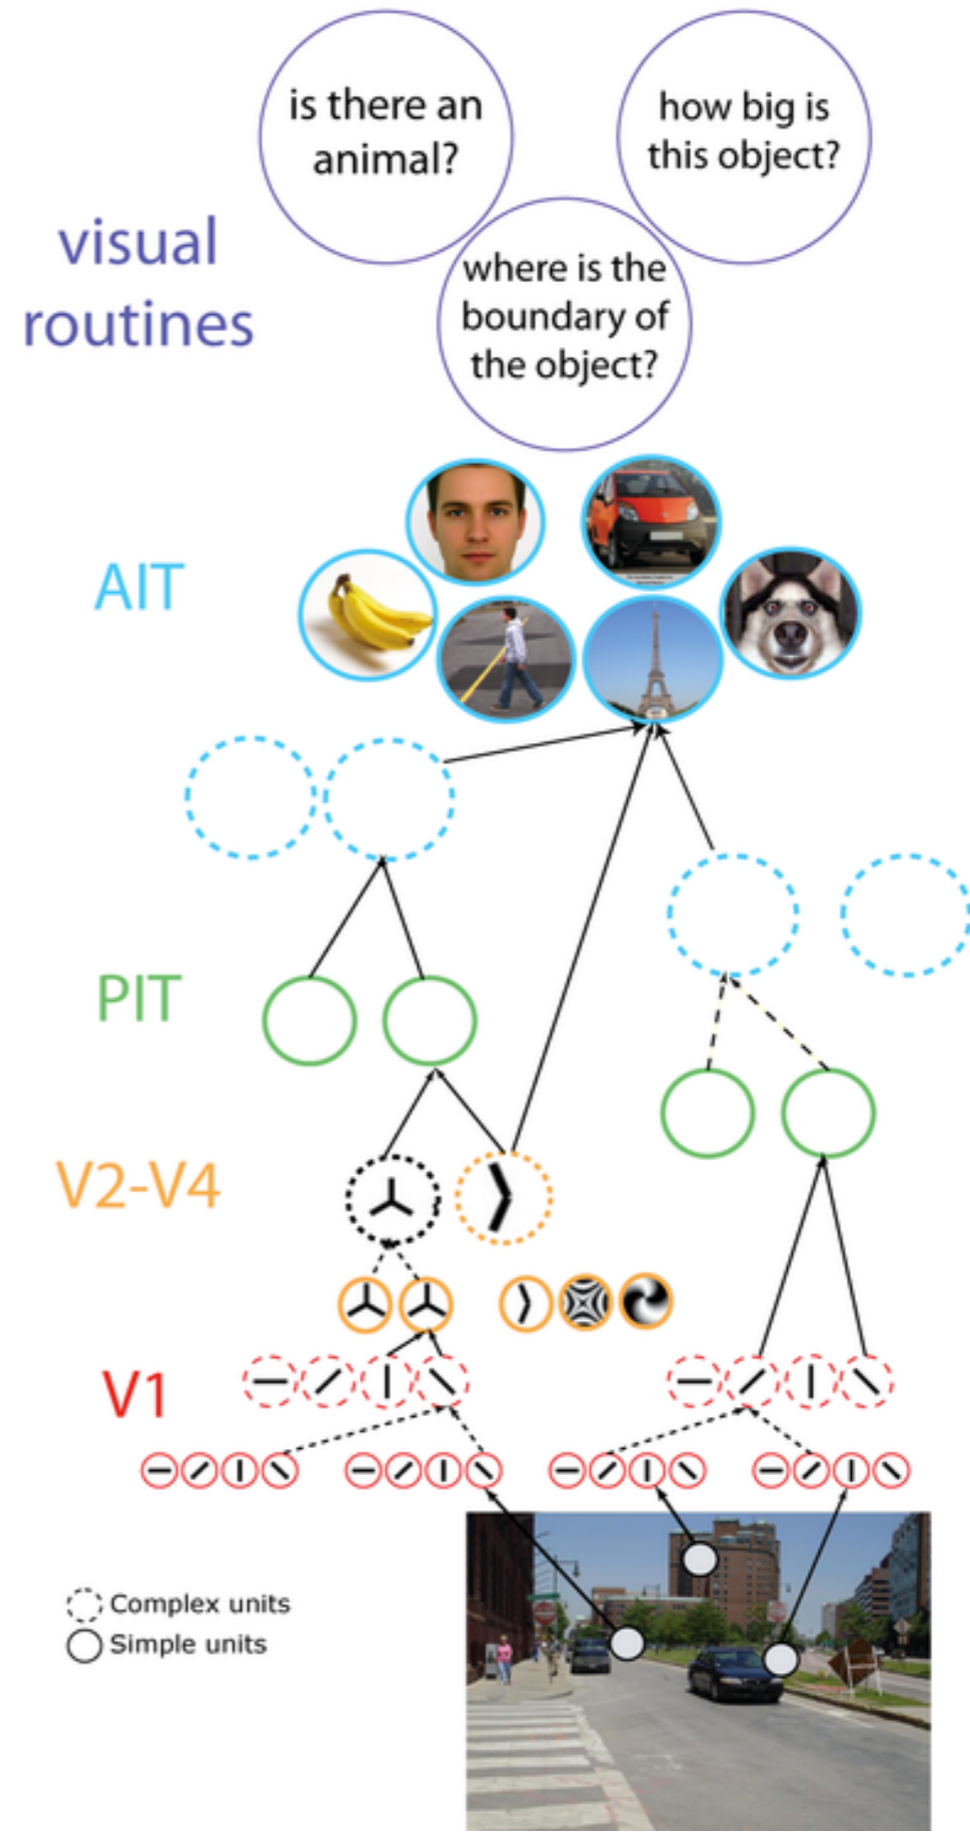 is there an
animal?
how big is
this object?
where is the
boundary of
the object?
visual
routines
AIT
PIT
V2-V4
V1
Complex units
Simple units